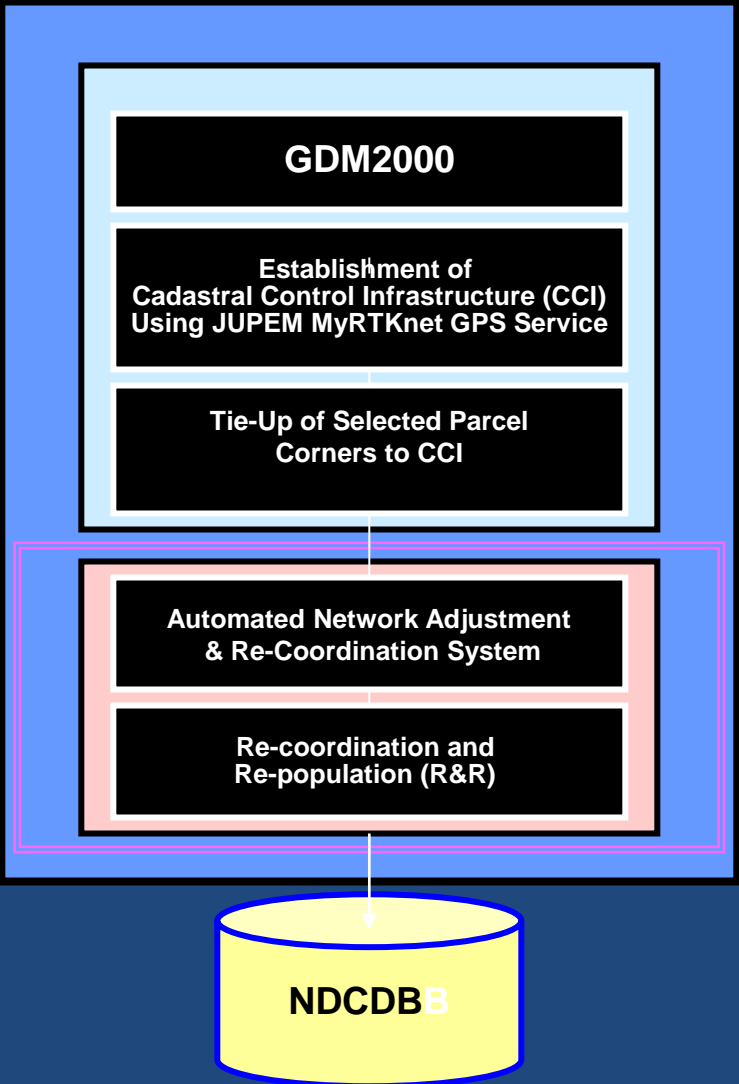 GDM2000
Establishment of
Cadastral Control Infrastructure (CCI)
Using JUPEM MyRTKnet GPS Service
Tie-Up of Selected Parcel
Corners to CCI
Automated Network Adjustment
& Re-Coordination System
Re-coordination and
Re-population (R&R)
NDCDBB